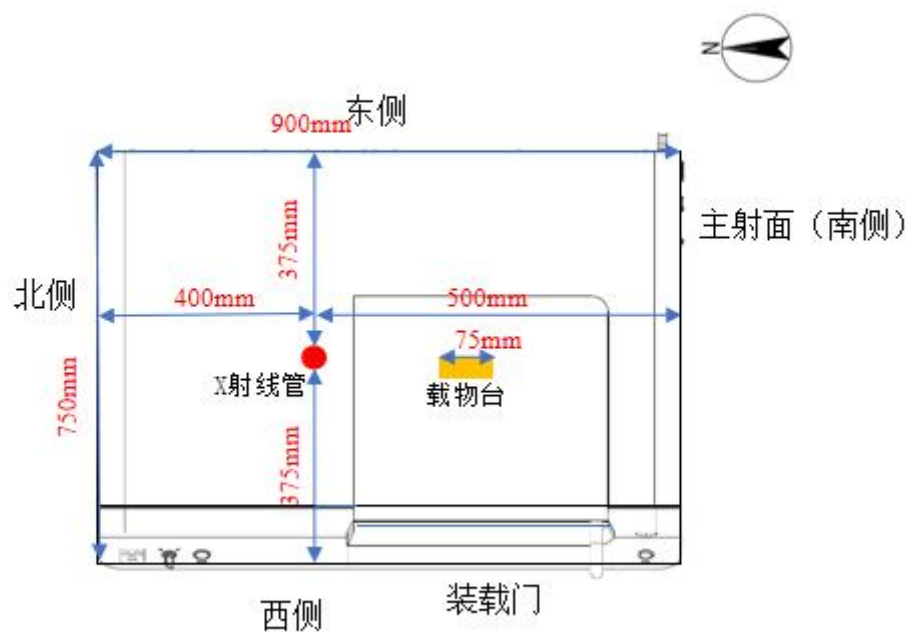 N
东侧
900mm
主射面（南侧）
375mm
北侧
400mm
500mm
75mm
X射线管
载物台
750mm
375mm
装载门
西侧